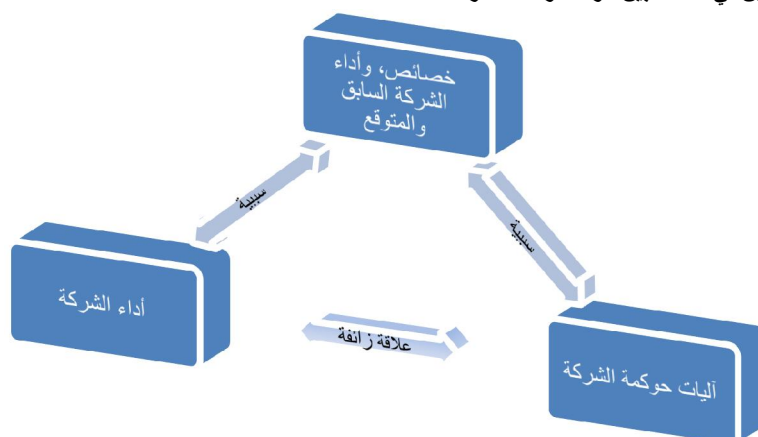 خصائص، وأداء
الشركة السابق
والمتوقع
سببية
سببية
أداء الشركة
علاقة زائفة
آليات حوكمة الشركة